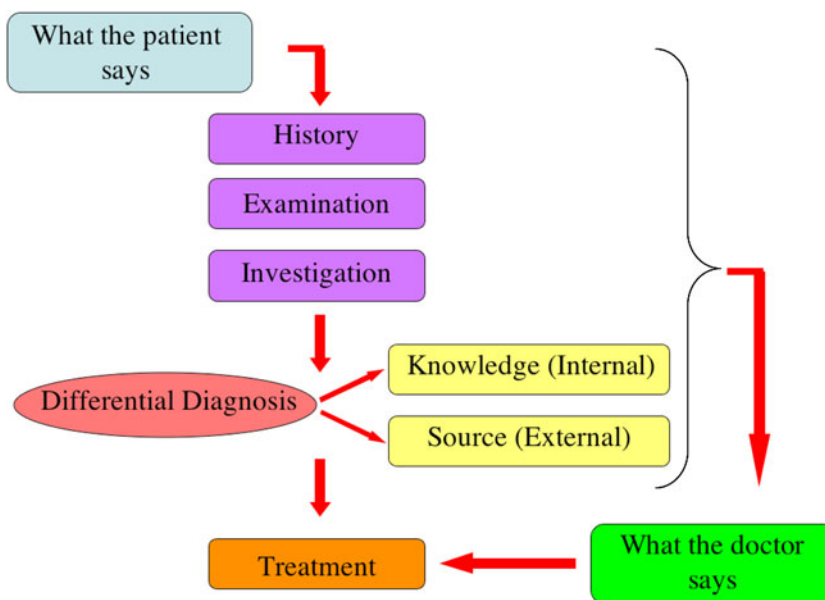 What the patient
says
History
Examination
Investigation
Differential Diagnosis
Knowledge (Internal)
Source (External)
Treatment
What the doctor
says